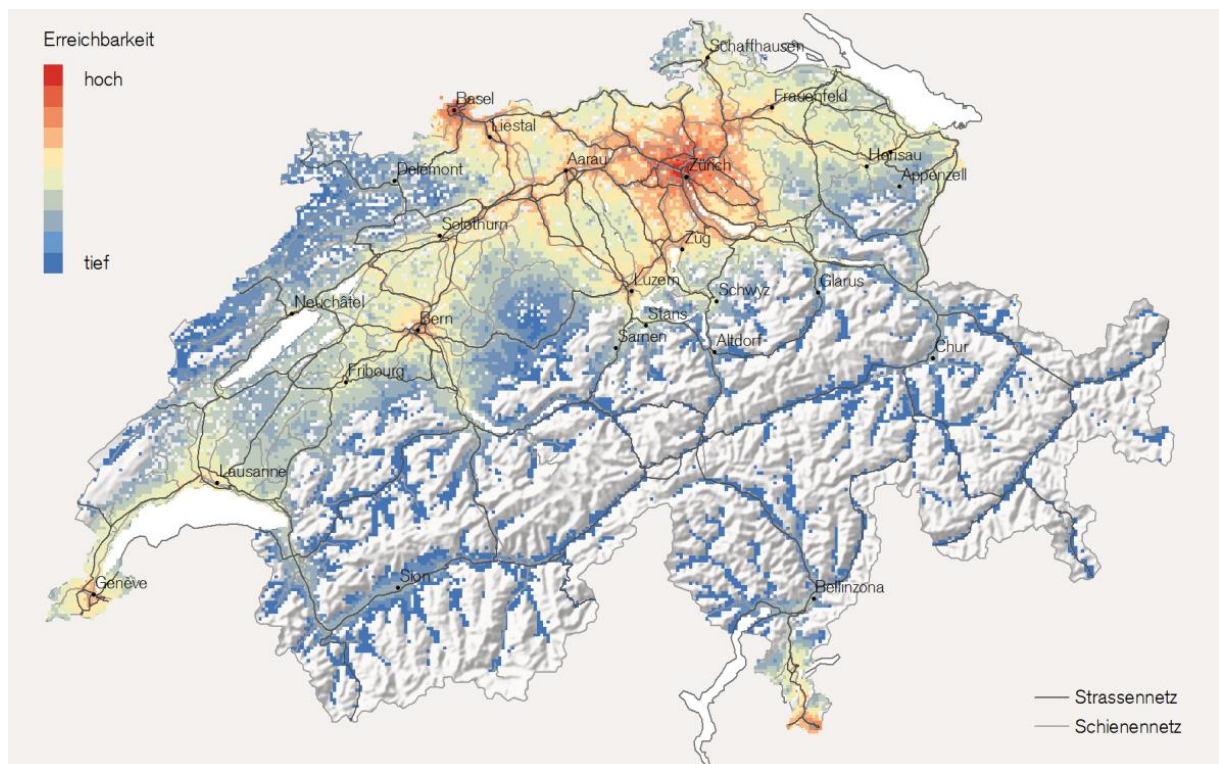 Erreichbarkeit
hoch
tief
Schaffhausen
Basel
Frauenfeld
Liestal
Aarau
Zürich
Herisau
Delémont
Appenzell
Solothurn
Zug
Luzern
Schwyz
Glarus
Neuchâtel
Bern
Stans
Sarnen
Altdorf
Chur
Fribourg
Lausanne
Genève
Sion
Bellinzona
Strassennetz
Schienennetz